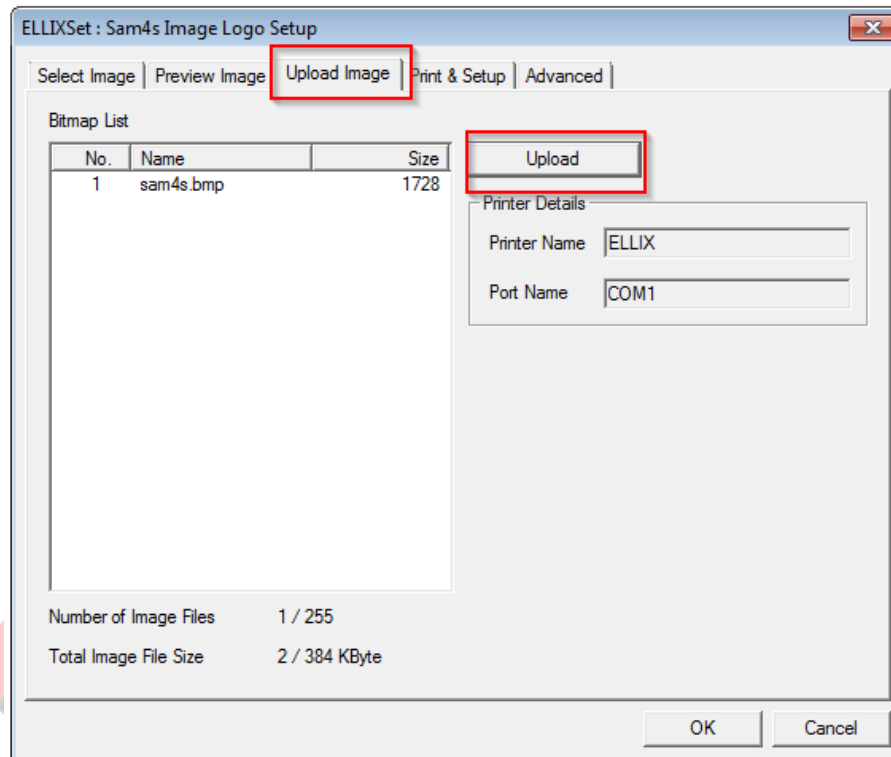 ELLIXSet : Sam4s Image Logo Setup
Select Image Preview Image Upload Image Print & Setup Advanced
Bitmap List
No. Name Size
1 sam4s.bmp 1728
Upload
Printer Details
Printer Name ELLIX
Port Name COM1
Number of Image Files 1 / 255
Total Image File Size 2 / 384 KByte
OK Cancel